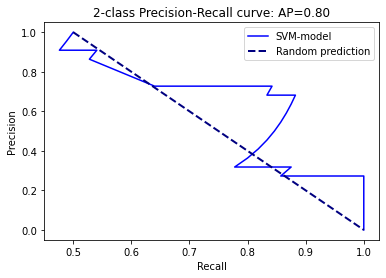 2-class Precision-Recall curve: AP=0.80
SVM-model
Random prediction
Precision
1.0
0.8
0.6
0.4
0.2
0.0
0.5
0.6
0.7
0.8
0.9
1.0
Recall